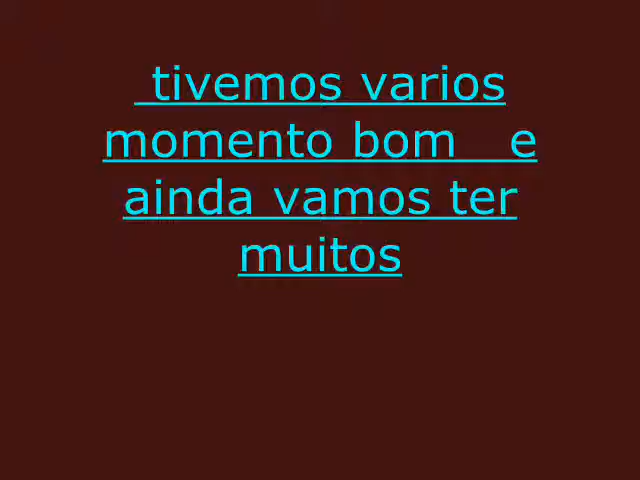 tivemos varios
momento bom e
ainda vamos ter
muitos